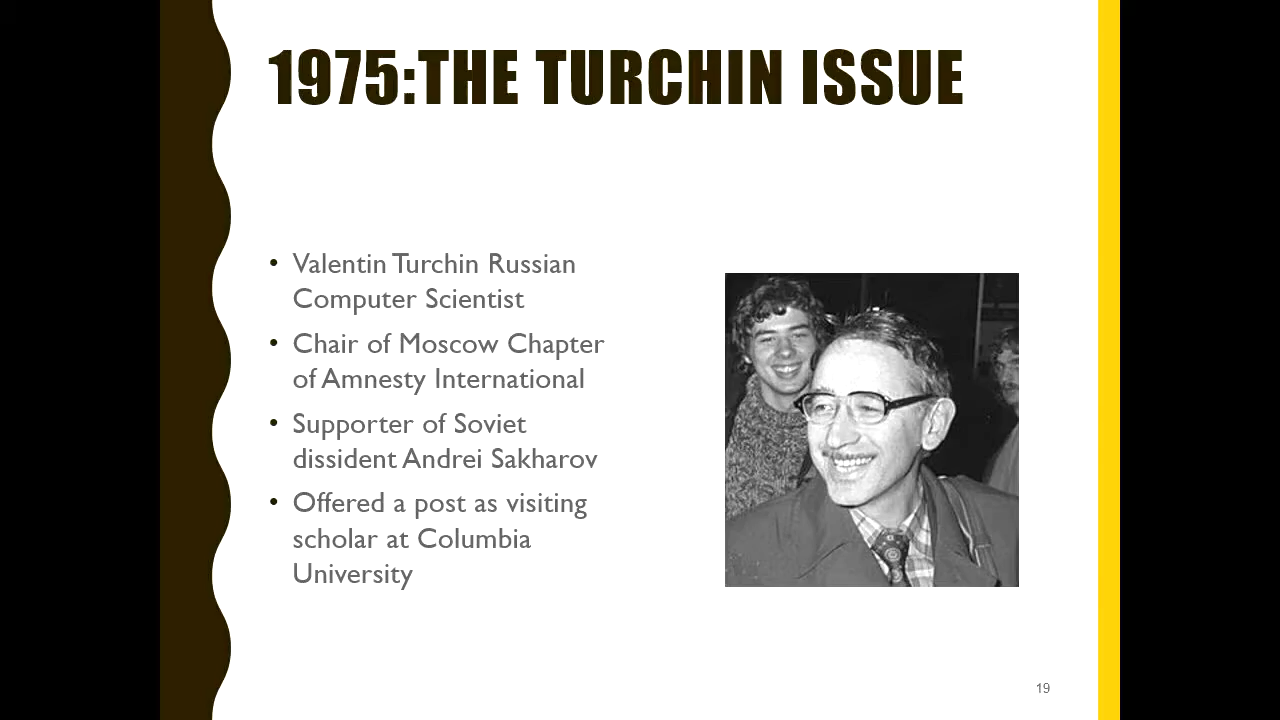 1975:THE TURCHIN ISSUE
• Valentin Turchin Russian
Computer Scientist
• Chair of Moscow Chapter
of Amnesty International
• Supporter of Soviet
dissident Andrei Sakharov
• Offered a post as visiting
scholar at Columbia
University
19